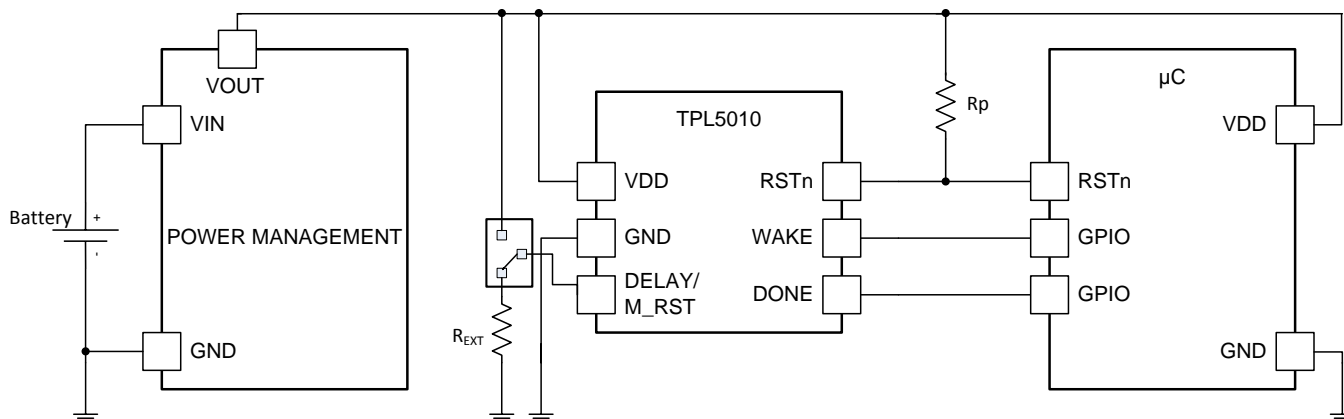 VOUT
VIN
Battery
+
-
POWER MANAGEMENT
GND
REXT
TPL5010
VDD
GND
DELAY/
M_RST
RSTn
WAKE
DONE
Rp
µC
VDD
RSTn
GPIO
GPIO
GND